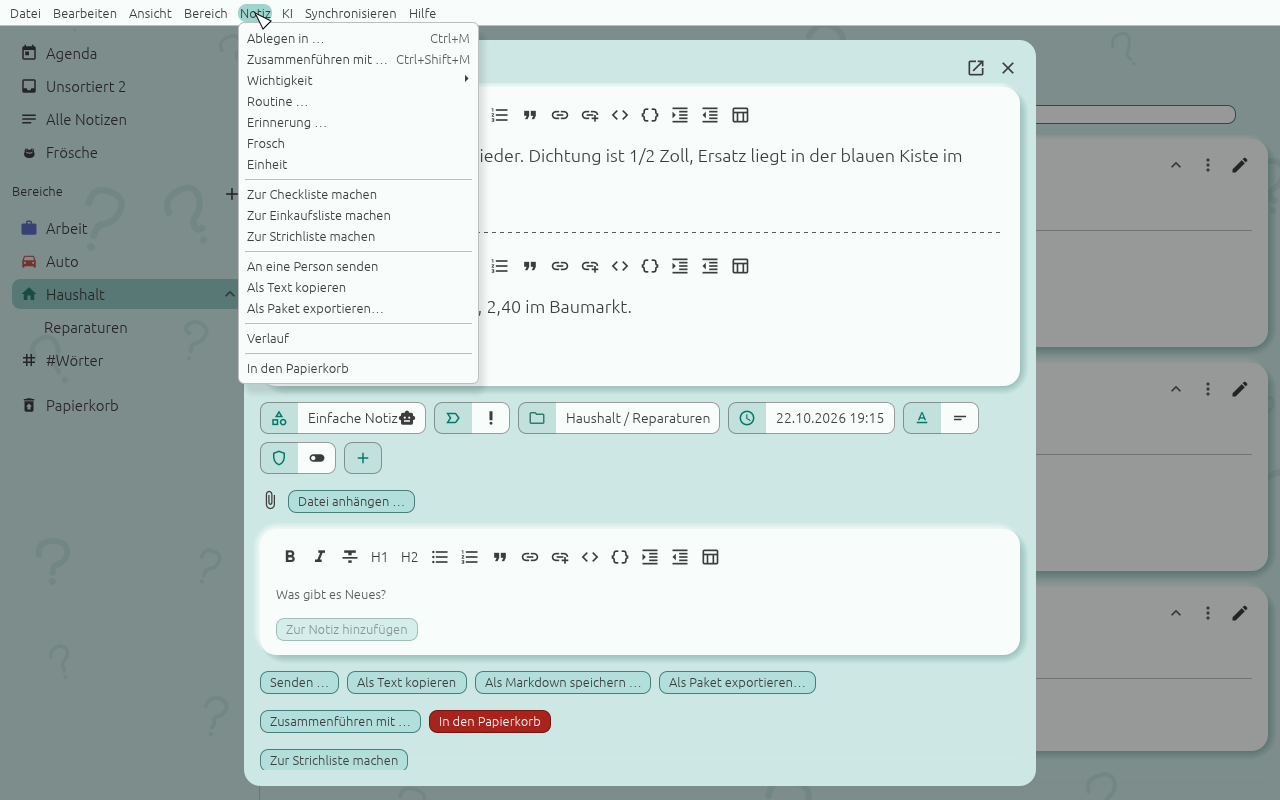 Datei Bearbeiten Ansicht Bereich Notiz KI Synchronisieren Hilfe
Agenda
Unsortiert 2
Alle Notizen
Frösche
Bereiche
Arbeit
Auto
Haushalt
Reparaturen
#Wörter
Papierkorb
Ablegen in … Ctrl+M
Zusammenführen mit … Ctrl+Shift+M
Wichtigkeit
Routine …
Erinnerung …
Frosch
Einheit
Zur Checkliste machen
Zur Einkaufsliste machen
Zur Strichliste machen
An eine Person senden
Als Text kopieren
Als Paket exportieren…
Verlauf
In den Papierkorb
ieder. Dichtung ist 1/2 Zoll, Ersatz liegt in der blauen Kiste im
, 2,40 im Baumarkt.
Einfache Notiz
Haushalt / Reparaturen
22.10.2026 19:15
Datei anhängen …
H1 H2
Was gibt es Neues?
Zur Notiz hinzufügen
Senden … Als Text kopieren Als Markdown speichern … Als Paket exportieren…
Zusammenführen mit … In den Papierkorb
Zur Strichliste machen